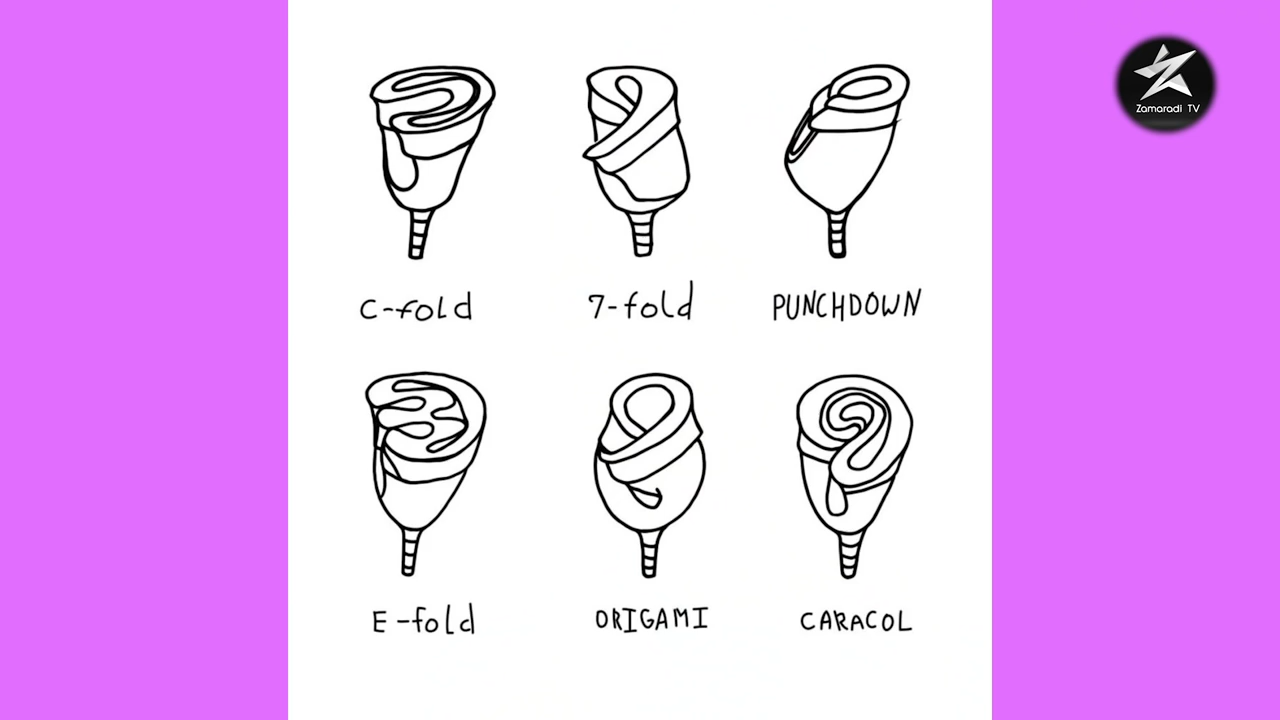 Zamaradi TV
C-fold
7-fold
PUNCHDOWN
E-fold
ORIGAMI
CARACOL